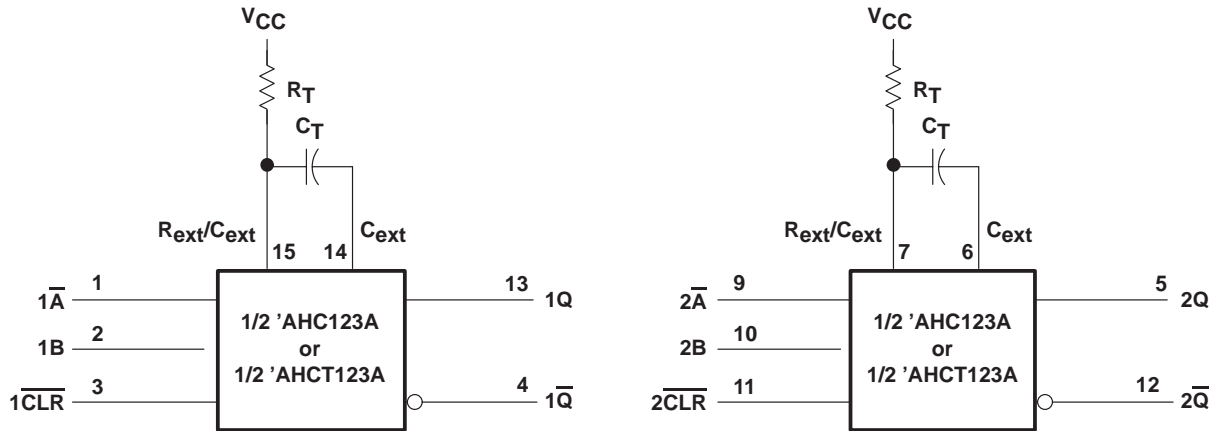 VCC
RT
CT
Rext/Cext
Cext
15
14
1A̅
1
1B
2
1C̅L̅R̅
3
1/2 'AHC123A
or
1/2 'AHCT123A
13
1Q
4
1Q̅
VCC
RT
CT
Rext/Cext
Cext
7
6
2A̅
9
2B
10
2C̅L̅R̅
11
1/2 'AHC123A
or
1/2 'AHCT123A
5
2Q
12
2Q̅